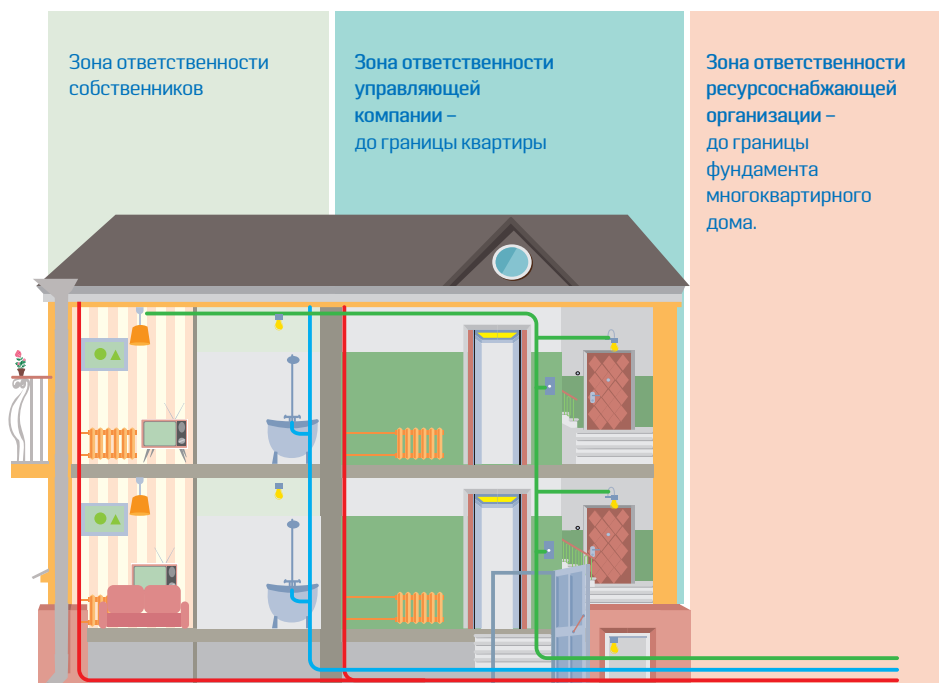 Зона ответственности
собственников
Зона ответственности
управляющей
компании –
до границы квартиры
Зона ответственности
ресурсоснабжающей
организации –
до границы
фундамента
многоквартирного
дома.